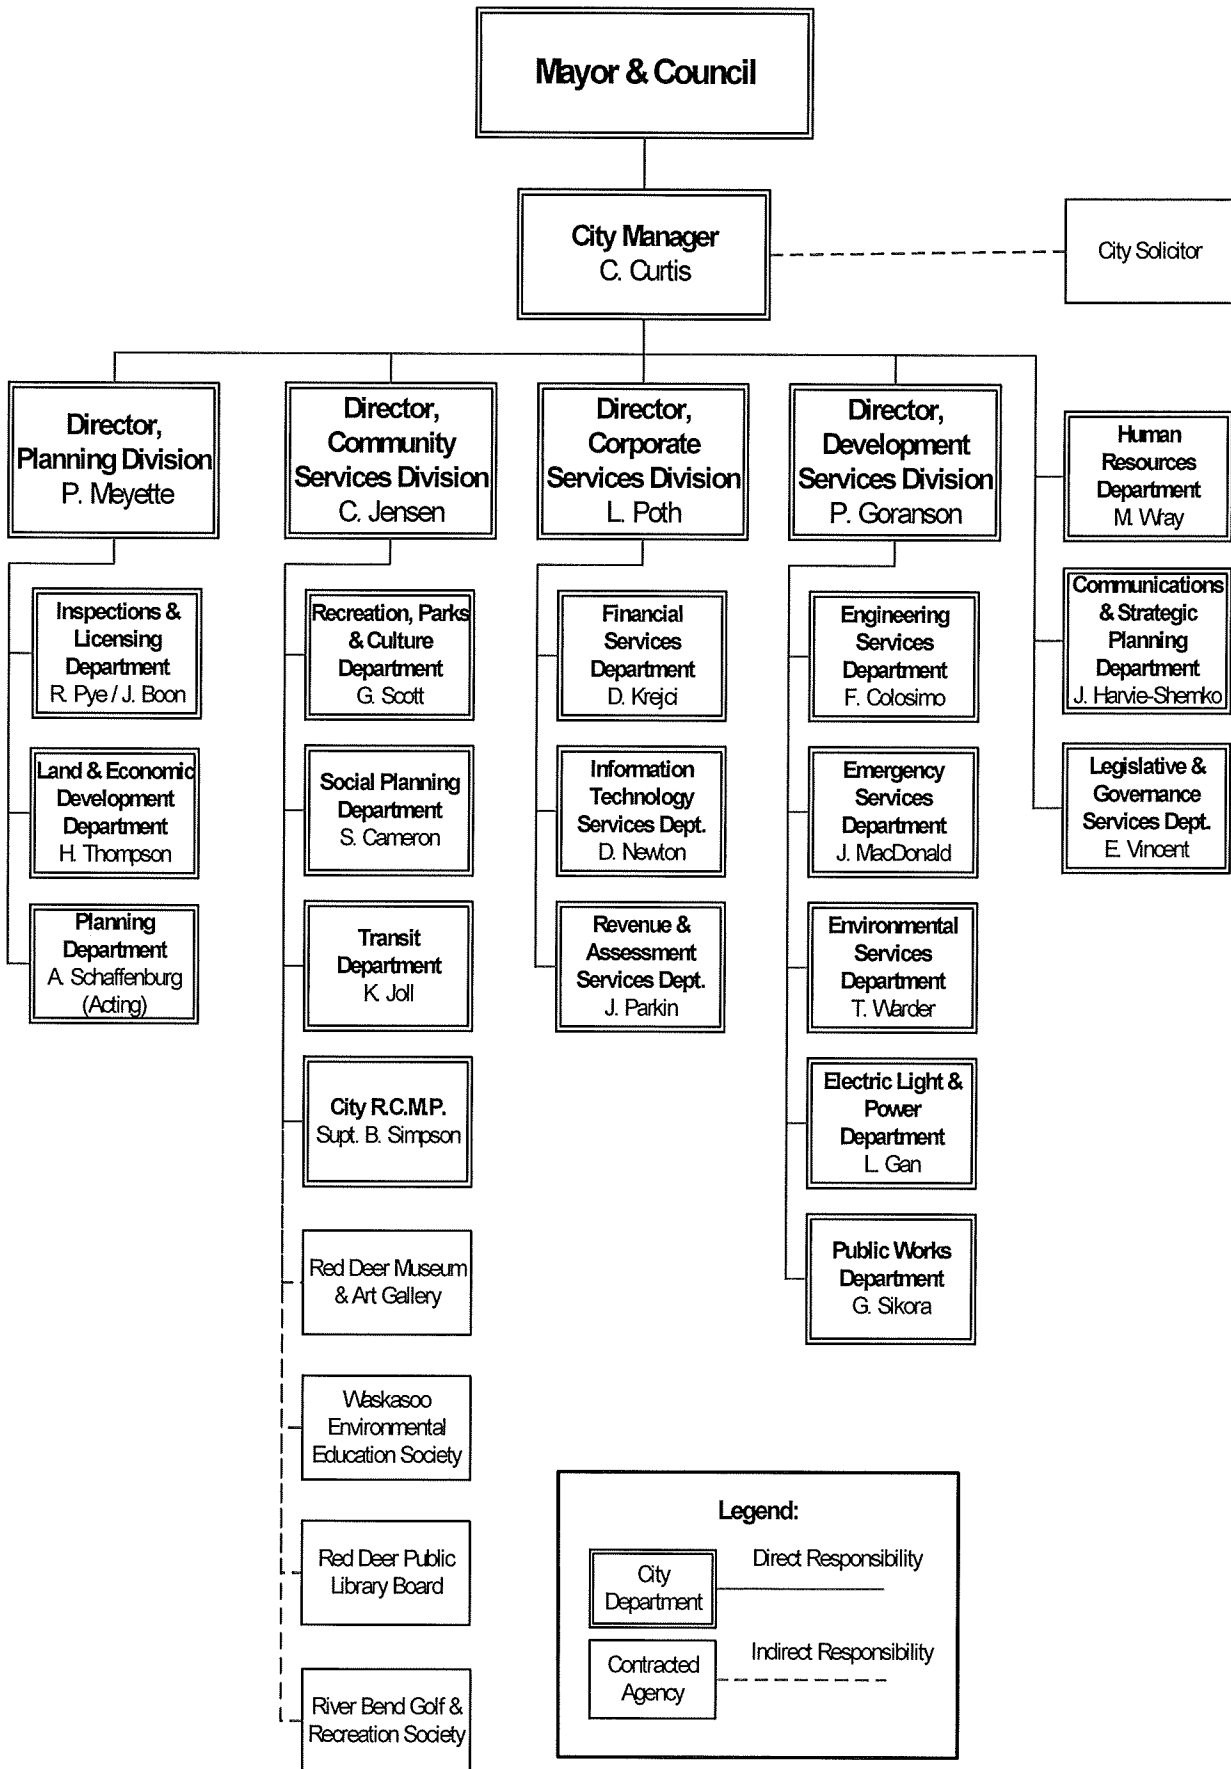 Mayor & Council
City Manager
C. Curtis
City Solicitor
Director,
Planning Division
P. Meyette
Director,
Community
Services Division
C. Jensen
Director,
Corporate
Services Division
L. Poth
Director,
Development
Services Division
P. Goranson
Human
Resources
Department
M. Wray
Communications
& Strategic
Planning
Department
J. Harvie-Shemko
Legislative &
Governance
Services Dept.
E. Vincent
Inspections &
Licensing
Department
R. Pye / J. Boon
Land & Economic
Development
Department
H. Thompson
Planning
Department
A. Schaffenburg
(Acting)
Recreation, Parks
& Culture
Department
G. Scott
Social Planning
Department
S. Cameron
Transit
Department
K. Joll
City R.C.M.P.
Supt. B. Simpson
Red Deer Museum
& Art Gallery
Waskasoo
Environmental
Education Society
Red Deer Public
Library Board
River Bend Golf &
Recreation Society
Financial
Services
Department
D. Krejci
Information
Technology
Services Dept.
D. Newton
Revenue &
Assessment
Services Dept.
J. Parkin
Engineering
Services
Department
F. Colosimo
Emergency
Services
Department
J. MacDonald
Environmental
Services
Department
T. Warder
Electric Light &
Power
Department
L. Gan
Public Works
Department
G. Sikora
Legend:
City
Department
Direct Responsibility
Contracted
Agency
Indirect Responsibility